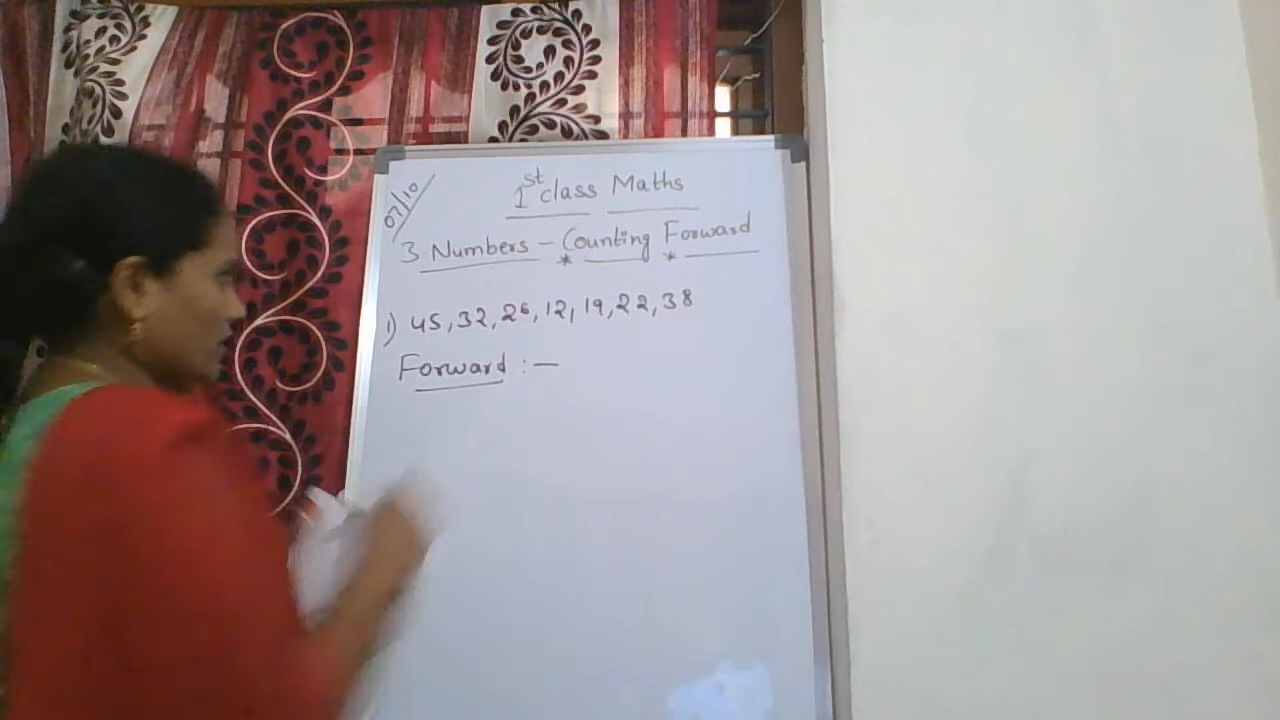 07/10
1st class Maths
3 Numbers - Counting Forward
* *
1) 45, 32, 26, 12, 19, 22, 38
Forward :-